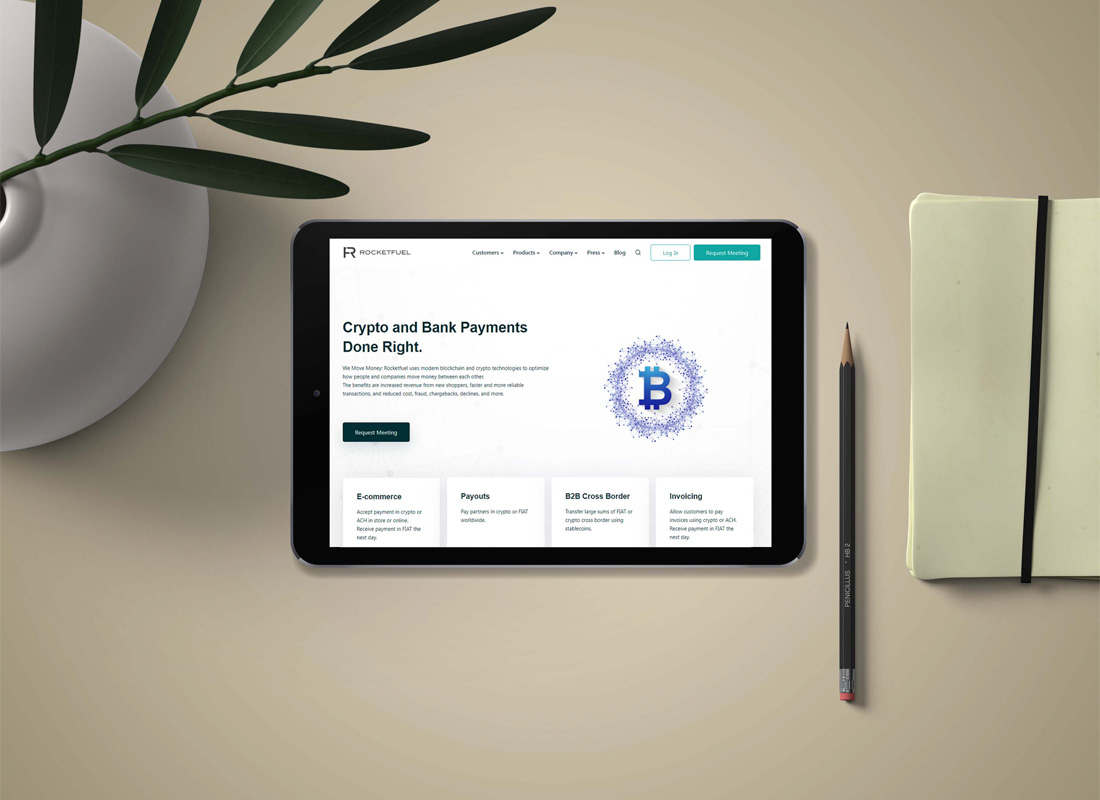 ROCKETFUEL
Customers Products Company Press Blog Log In Request Meeting
Crypto and Bank Payments
Done Right.
We Move Money: Rocketfuel uses modern blockchain and crypto technologies to optimize
how people and companies move money between each other.
The benefits are increased revenue from new shoppers, faster and more reliable
transactions, and reduced cost, fraud, chargebacks, declines, and more.
Request Meeting
E-commerce
Accept payment in crypto or
ACH in store or online.
Receive payment in FIAT the
next day.
Payouts
Pay partners in crypto or FIAT
worldwide.
B2B Cross Border
Transfer large sums of FIAT or
crypto cross border using
stablecoins.
Invoicing
Allow customers to pay
invoices using crypto or ACH.
Receive payment in FIAT the
next day.
PENICILLUS * HB 2